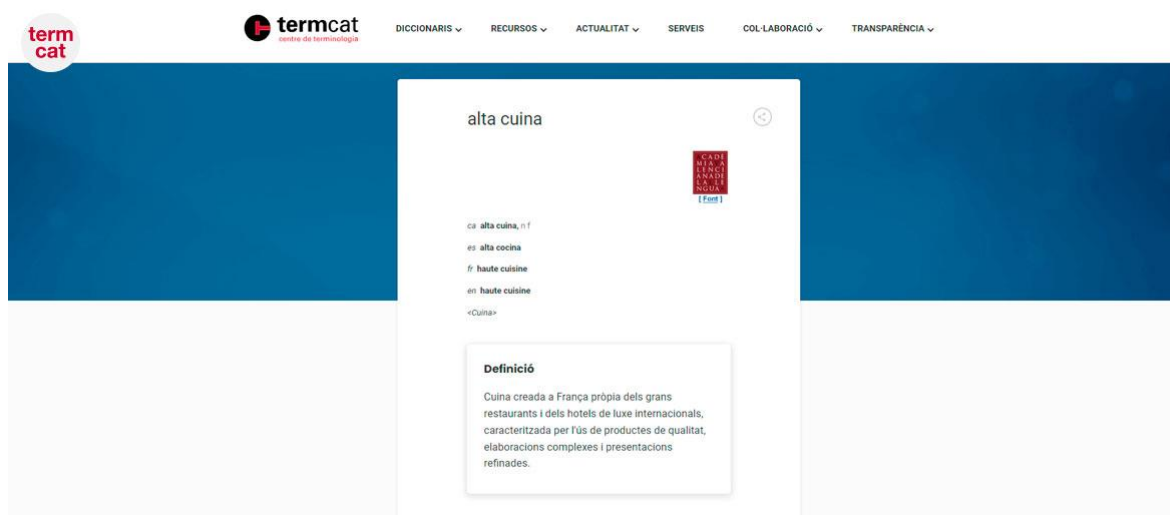 term
cat
termcat
centre de terminologia
DICCIONARIS
RECURSOS
ACTUALITAT
SERVEIS
COL·LABORACIÓ
TRANSPARÈNCIA
alta cuina
CADÈ
MIA VA
LENCI
ANADE
LA LE
NGUA
[ Font ]
ca alta cuina, n f
es alta cocina
fr haute cuisine
en haute cuisine
<Cuina>
Definició
Cuina creada a França pròpia dels grans
restaurants i dels hotels de luxe internacionals,
caracteritzada per l'ús de productes de qualitat,
elaboracions complexes i presentacions
refinades.